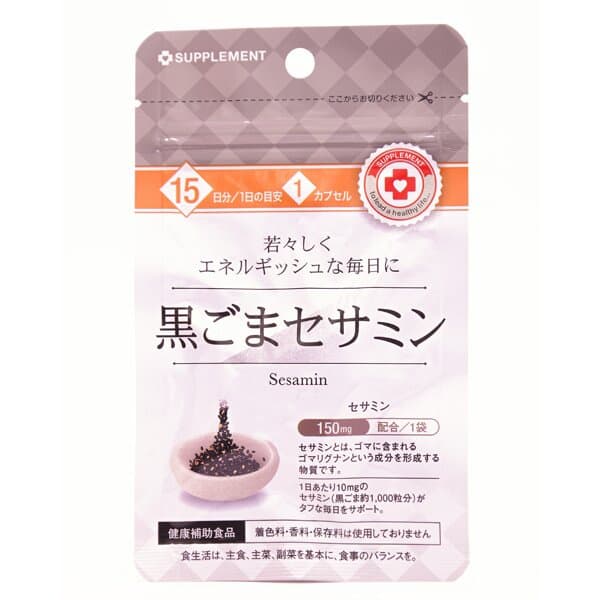 SUPPLEMENT
ここからお切りください
15日分/1日の目安 1カプセル
SUPPLEMENT
to lead a healthy life...
若々しく
エネルギッシュな毎日に
黒ごまセサミン
Sesamin
セサミン
150mg 配合/1袋
セサミンとは、ゴマに含まれる
ゴマリグナンという成分を形成する
物質です。
1日あたり10mgの
セサミン(黒ごま約1,000粒分)が
タフな毎日をサポート。
健康補助食品 着色料・香料・保存料は使用しておりません
食生活は、主食、主菜、副菜を基本に、食事のバランスを。